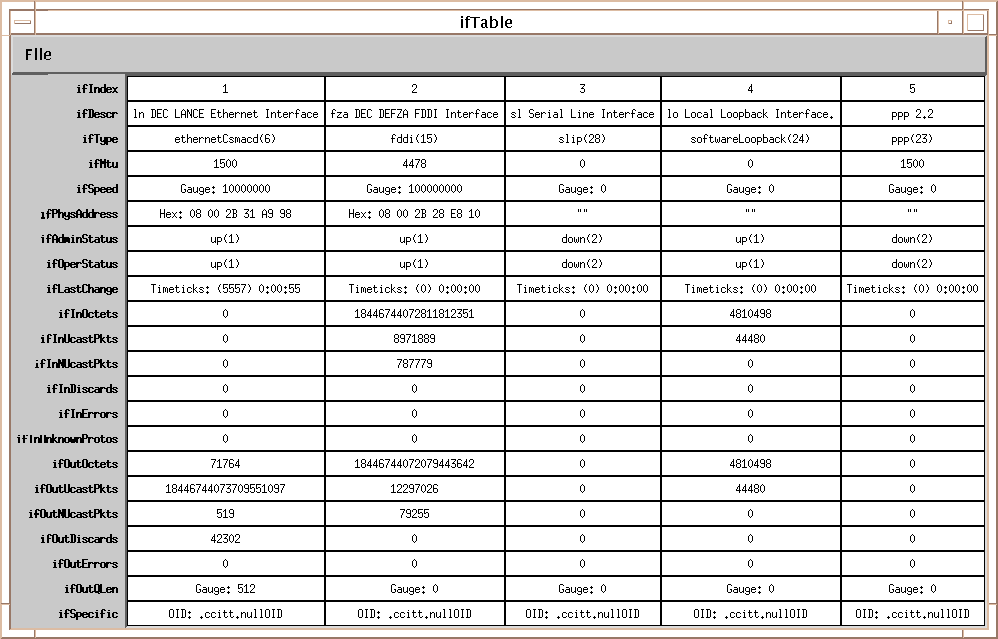 ifTable
File
ifIndex 1 2 3 4 5
ifDescr ln DEC LANCE Ethernet Interface fza DEC DEFZA FDDI Interface sl Serial Line Interface lo Local Loopback Interface. ppp 2.2
ifType ethernetCsmacd(6) fddi(15) slip(28) softwareLoopback(24) ppp(23)
ifMtu 1500 4478 0 0 1500
ifSpeed Gauge: 10000000 Gauge: 100000000 Gauge: 0 Gauge: 0 Gauge: 0
ifPhysAddress Hex: 08 00 2B 31 A9 98 Hex: 08 00 2B 28 E8 10 "" "" ""
ifAdminStatus up(1) up(1) down(2) up(1) down(2)
ifOperStatus up(1) up(1) down(2) up(1) down(2)
ifLastChange Timeticks: (5557) 0:00:55 Timeticks: (0) 0:00:00 Timeticks: (0) 0:00:00 Timeticks: (0) 0:00:00 Timeticks: (0) 0:00:00
ifInOctets 0 18446744072811812351 0 4810498 0
ifInUcastPkts 0 8971889 0 44480 0
ifInNUcastPkts 0 787779 0 0 0
ifInDiscards 0 0 0 0 0
ifInErrors 0 0 0 0 0
ifInUnknownProtos 0 0 0 0 0
ifOutOctets 71764 18446744072079443642 0 4810498 0
ifOutUcastPkts 18446744073709551097 12297026 0 44480 0
ifOutNUcastPkts 519 79255 0 0 0
ifOutDiscards 42302 0 0 0 0
ifOutErrors 0 0 0 0 0
ifOutQLen Gauge: 512 Gauge: 0 Gauge: 0 Gauge: 0 Gauge: 0
ifSpecific OID: .ccitt.nullOID OID: .ccitt.nullOID OID: .ccitt.nullOID OID: .ccitt.nullOID OID: .ccitt.nullOID